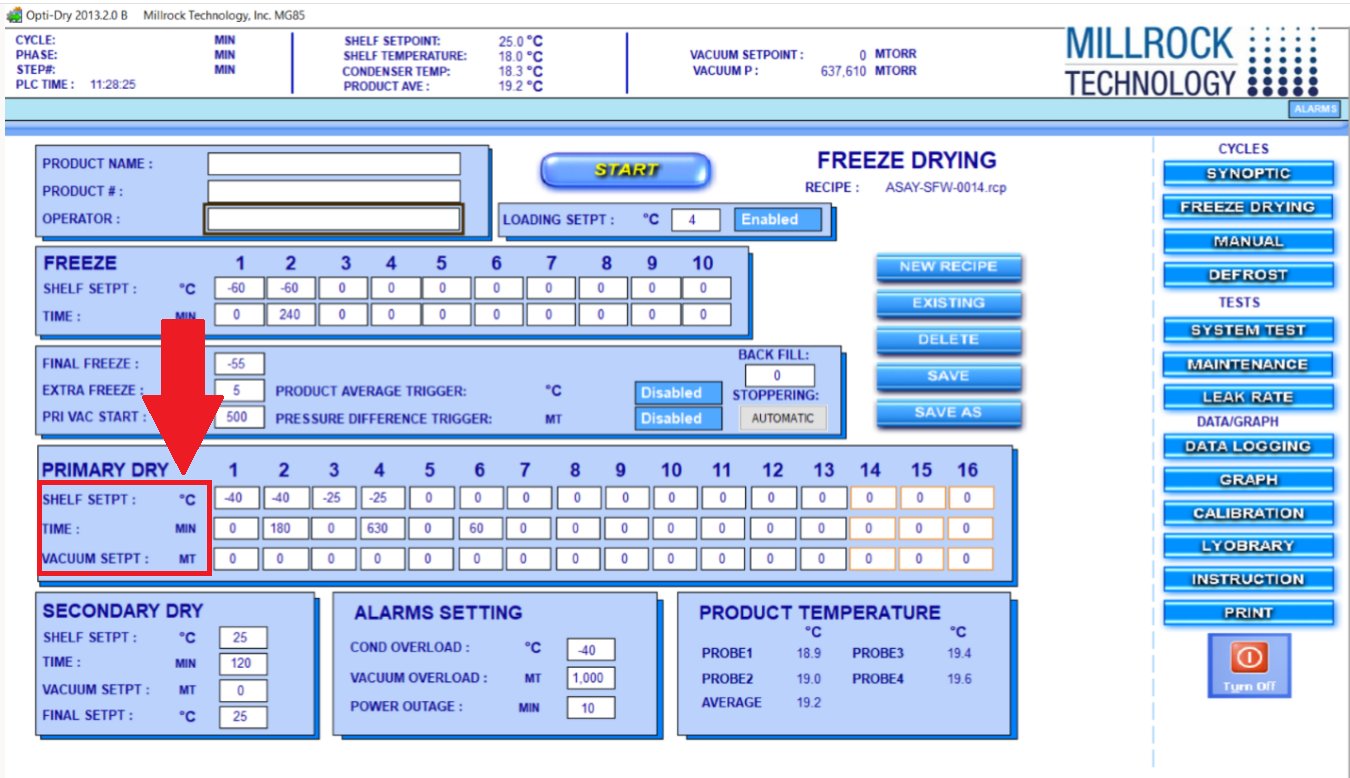 Opti-Dry 2013.2.0 B Millrock Technology, Inc. MG85
CYCLE: MIN SHELF SETPOINT: 25.0 °C
PHASE: MIN SHELF TEMPERATURE: 18.0 °C VACUUM SETPOINT : 0 MTORR
STEP#: MIN CONDENSER TEMP: 18.3 °C VACUUM P : 637,610 MTORR
PLC TIME : 11:28:25 PRODUCT AVE : 19.2 °C
MILLROCK
TECHNOLOGY
ALARMS
PRODUCT NAME :
PRODUCT # :
OPERATOR :
START
FREEZE DRYING
RECIPE : ASAY-SFW-0014.rcp
LOADING SETPT : °C 4 Enabled
FREEZE 1 2 3 4 5 6 7 8 9 10
SHELF SETPT : °C -60 -60 0 0 0 0 0 0 0 0
TIME : MIN 0 240 0 0 0 0 0 0 0 0
NEW RECIPE
EXISTING
DELETE
SAVE
SAVE AS
FINAL FREEZE : -55
EXTRA FREEZE : 5 PRODUCT AVERAGE TRIGGER: °C Disabled
PRI VAC START : 500 PRESSURE DIFFERENCE TRIGGER: MT Disabled
BACK FILL:
0
STOPPERING:
AUTOMATIC
PRIMARY DRY 1 2 3 4 5 6 7 8 9 10 11 12 13 14 15 16
SHELF SETPT : °C -40 -40 -25 -25 0 0 0 0 0 0 0 0 0 0 0 0
TIME : MIN 0 180 0 630 0 60 0 0 0 0 0 0 0 0 0 0
VACUUM SETPT : MT 0 0 0 0 0 0 0 0 0 0 0 0 0 0 0 0
SECONDARY DRY
SHELF SETPT : °C 25
TIME : MIN 120
VACUUM SETPT : MT 0
FINAL SETPT : °C 25
ALARMS SETTING
COND OVERLOAD : °C -40
VACUUM OVERLOAD : MT 1,000
POWER OUTAGE : MIN 10
PRODUCT TEMPERATURE
°C °C
PROBE1 18.9 PROBE3 19.4
PROBE2 19.0 PROBE4 19.6
AVERAGE 19.2
CYCLES
SYNOPTIC
FREEZE DRYING
MANUAL
DEFROST
TESTS
SYSTEM TEST
MAINTENANCE
LEAK RATE
DATA/GRAPH
DATA LOGGING
GRAPH
CALIBRATION
LYOBRARY
INSTRUCTION
PRINT
Turn Off